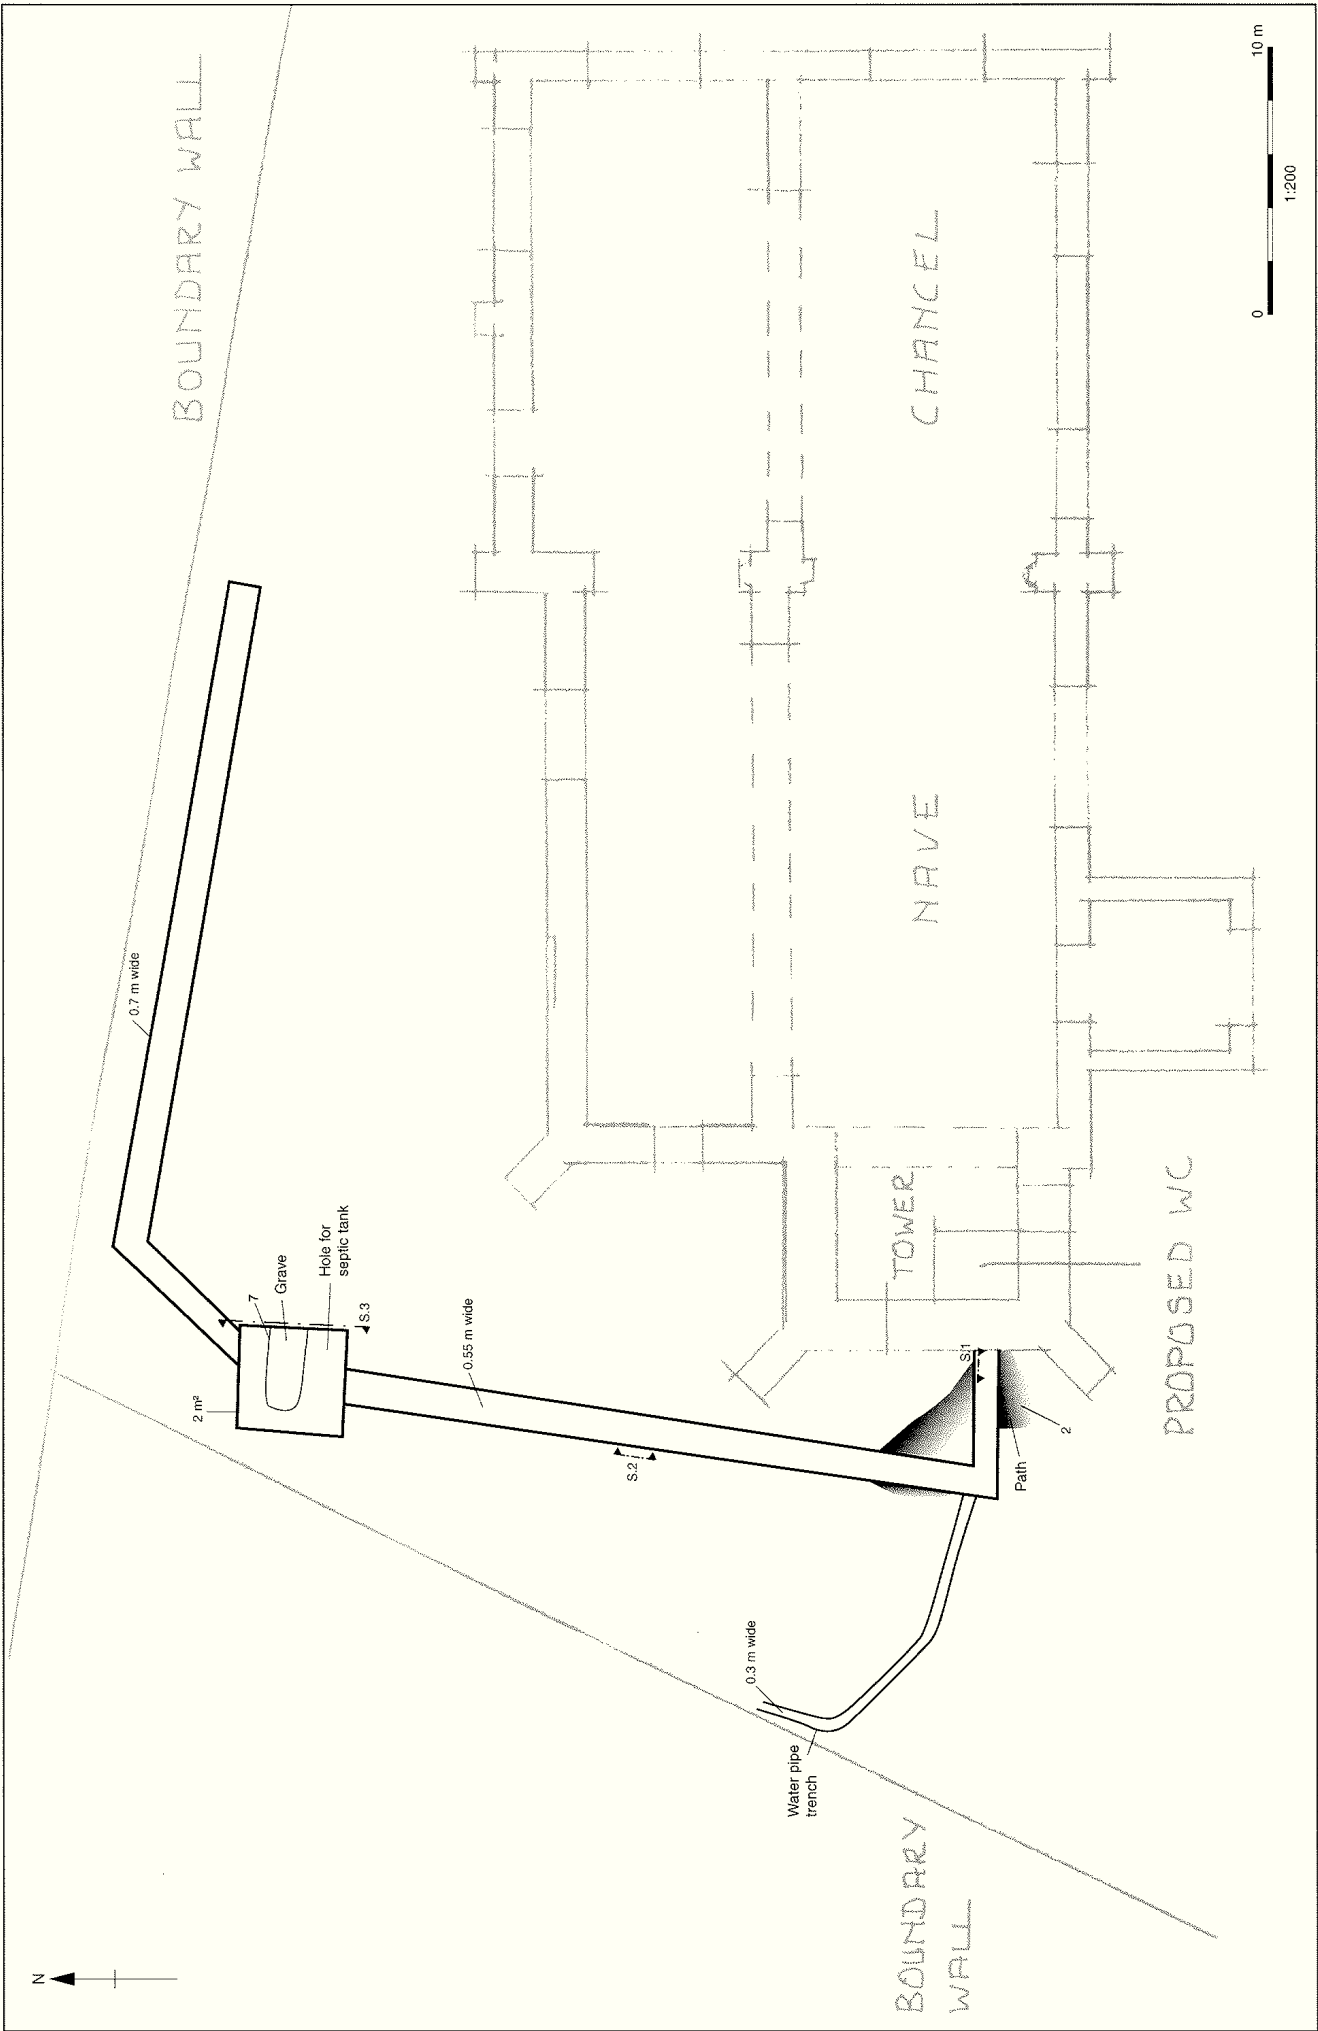 N
BOUNDARY WALL
0.7 m wide
2 m²
7
Grave
Hole for
septic tank
S.3
0.55 m wide
S.2
0.3 m wide
Water pipe
trench
BOUNDARY
WALL
S.1
Path
2
TOWER
PROPOSED WC
NAVE
CHANCEL
0
10 m
1:200